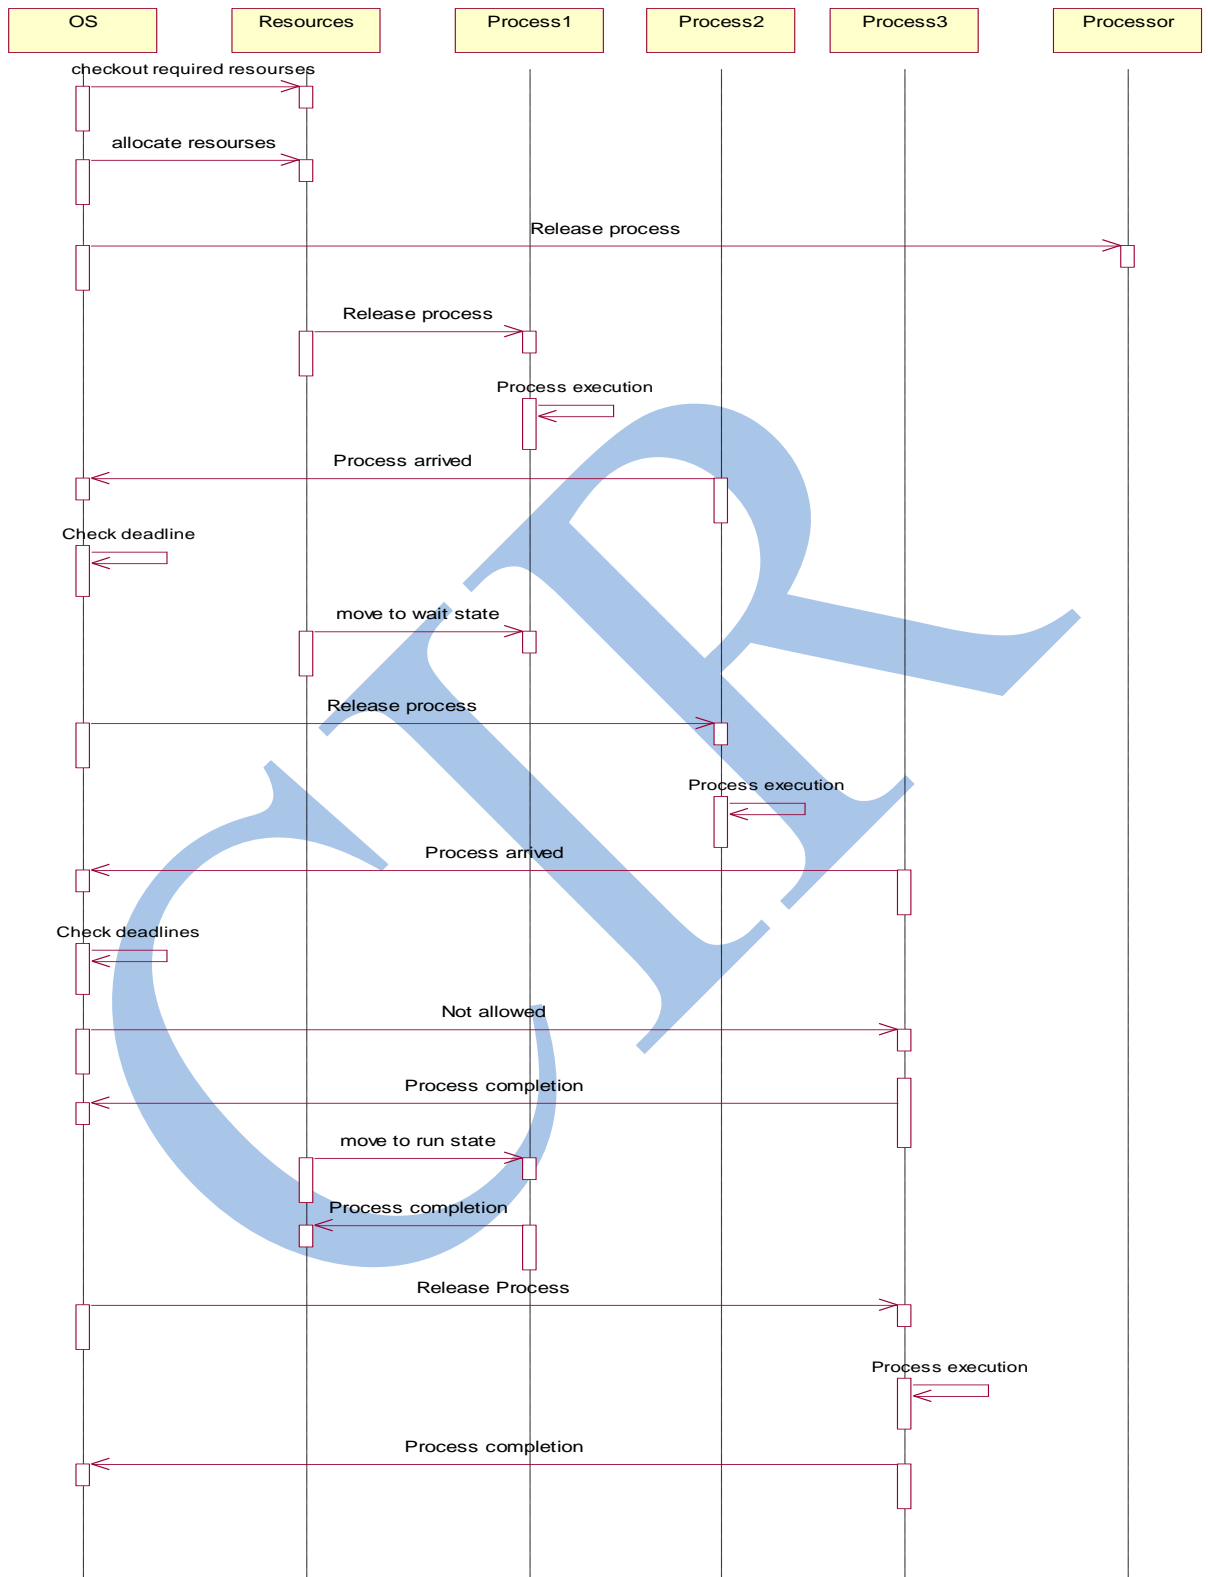 OS
Resources
Process1
Process2
Process3
Processor
checkout required resourses
allocate resourses
Release process
Release process
Process execution
Process arrived
Check deadline
move to wait state
Release process
Process execution
Process arrived
Check deadlines
Not allowed
Process completion
move to run state
Process completion
Release Process
Process execution
Process completion
CIR